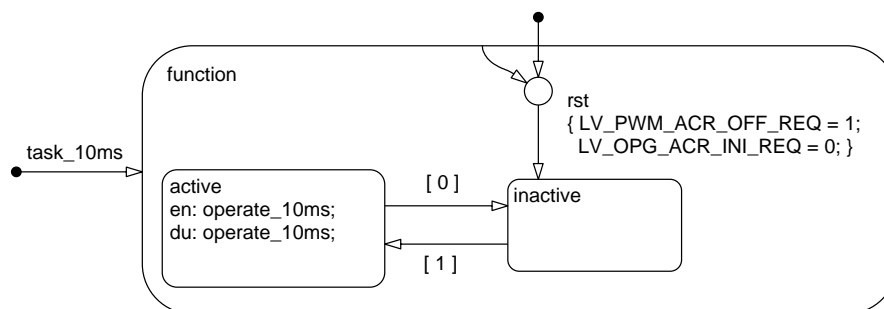 function
rst
{ LV_PWM_ACR_OFF_REQ = 1;
LV_OPG_ACR_INI_REQ = 0; }
task_10ms
active
en: operate_10ms;
du: operate_10ms;
[ 0 ]
inactive
[ 1 ]